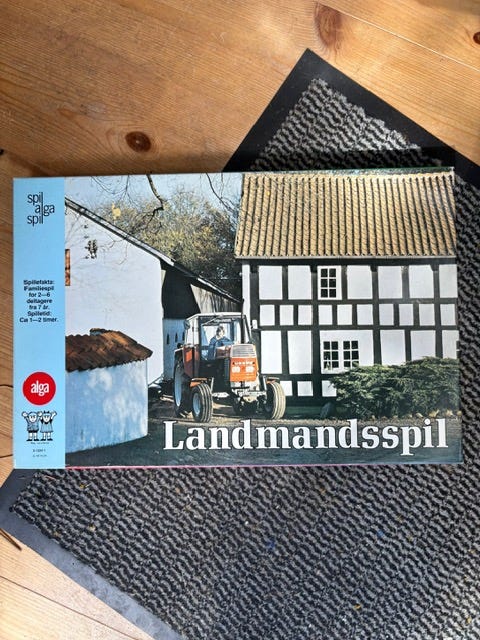 spil
alga
spil
Spillefakta:
Familiespil
for 2—6
deltagere
fra 7 år.
Spilletid:
Ca 1—2 timer.
alga
Landmandsspil